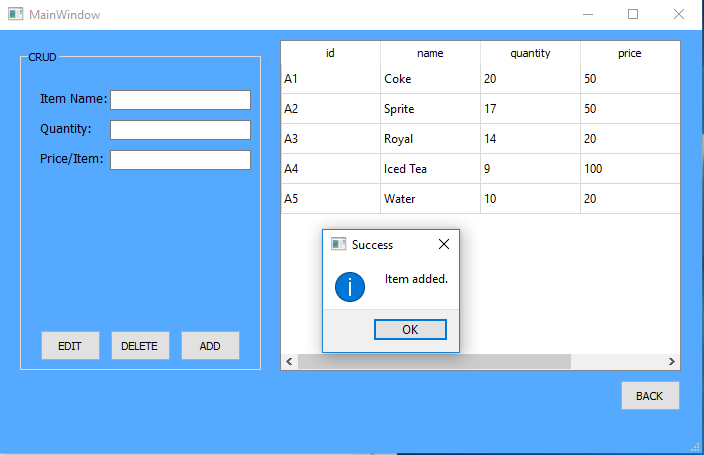 MainWindow
CRUD
Item Name:
Quantity:
Price/Item:
EDIT DELETE ADD
id name quantity price
A1 Coke 20 50
A2 Sprite 17 50
A3 Royal 14 20
A4 Iced Tea 9 100
A5 Water 10 20
Success
Item added.
OK
BACK